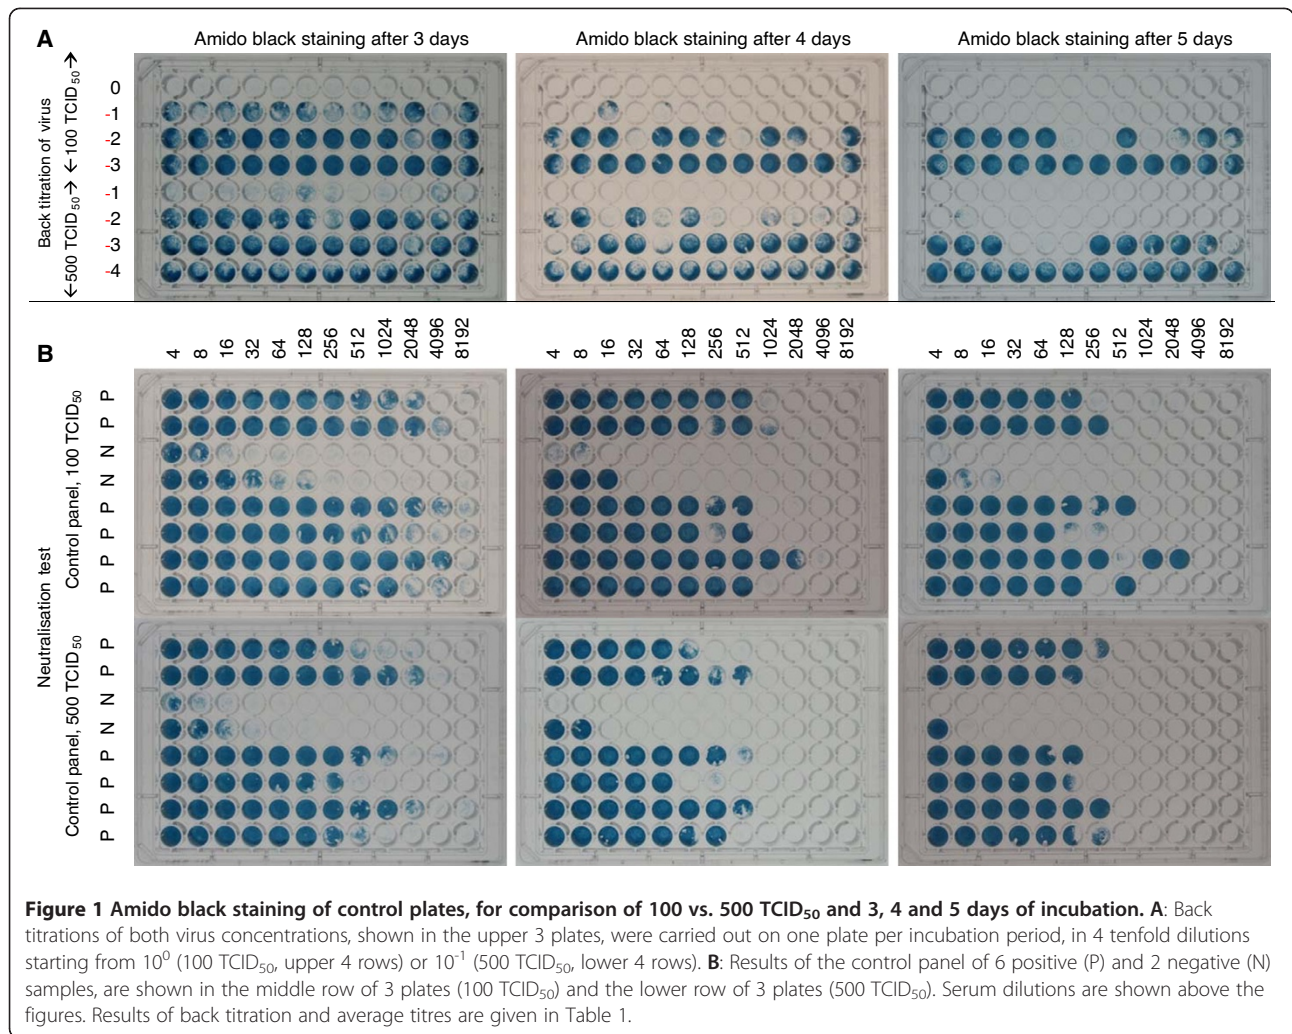 A
Amido black staining after 3 days
Amido black staining after 4 days
Amido black staining after 5 days
Back titration of virus
←500 TCID50→ ←100 TCID50→
0
-1
-2
-3
-1
-2
-3
-4
B
4 8 16 32 64 128 256 512 1024 2048 4096 8192
4 8 16 32 64 128 256 512 1024 2048 4096 8192
4 8 16 32 64 128 256 512 1024 2048 4096 8192
Neutralisation test
Control panel, 100 TCID50
P
P
N
N
P
P
P
P
Control panel, 500 TCID50
P
P
N
N
P
P
P
P
Figure 1 Amido black staining of control plates, for comparison of 100 vs. 500 TCID50 and 3, 4 and 5 days of incubation. A: Back
titrations of both virus concentrations, shown in the upper 3 plates, were carried out on one plate per incubation period, in 4 tenfold dilutions
starting from 10⁰ (100 TCID50, upper 4 rows) or 10⁻¹ (500 TCID50, lower 4 rows). B: Results of the control panel of 6 positive (P) and 2 negative (N)
samples, are shown in the middle row of 3 plates (100 TCID50) and the lower row of 3 plates (500 TCID50). Serum dilutions are shown above the
figures. Results of back titration and average titres are given in Table 1.